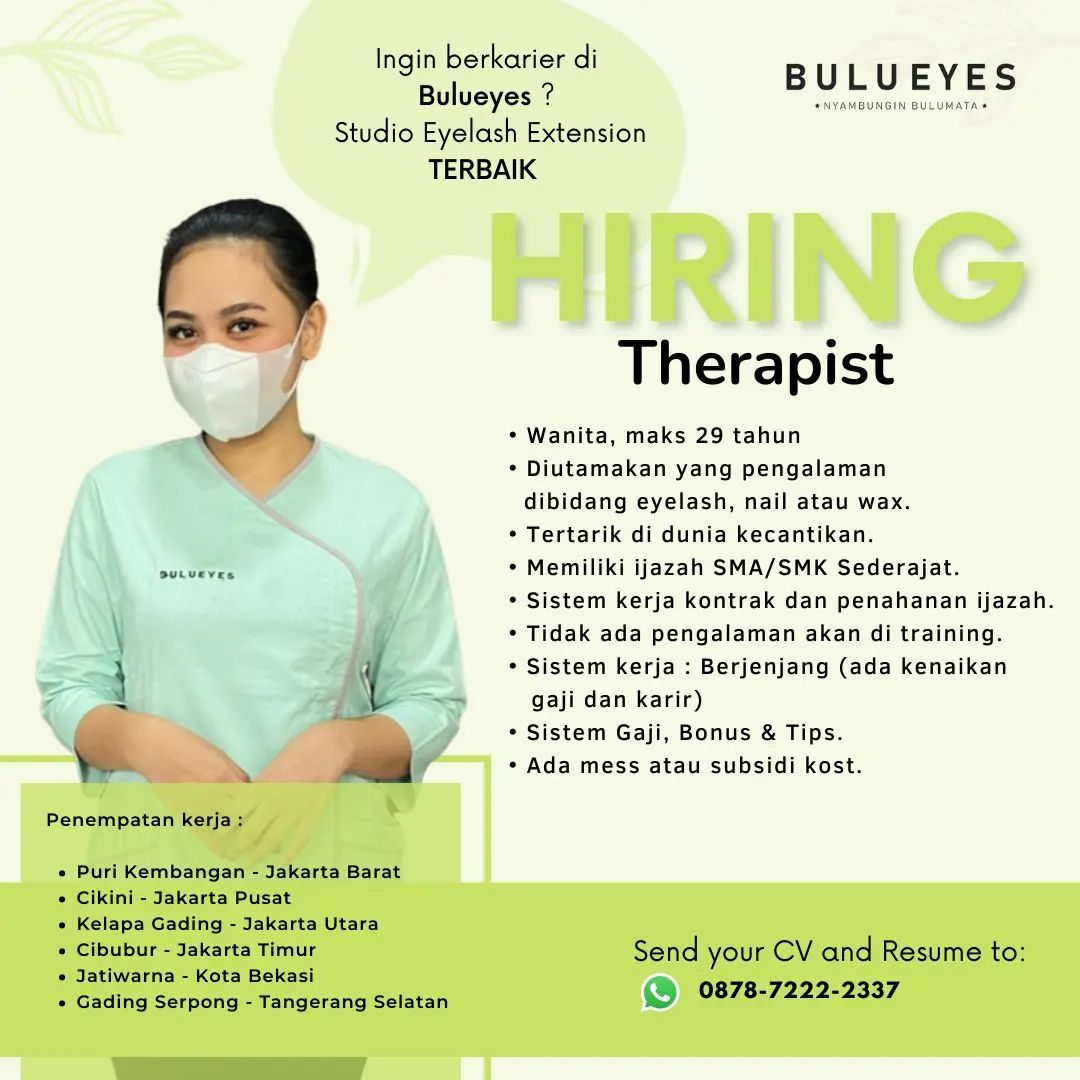 Ingin berkarier di
Bulueyes ?
Studio Eyelash Extension
TERBAIK
BULUEYES
★NYAMBUNGIN BULUMATA★
HIRING
Therapist
• Wanita, maks 29 tahun
• Diutamakan yang pengalaman
dibidang eyelash, nail atau wax.
• Tertarik di dunia kecantikan.
• Memiliki ijazah SMA/SMK Sederajat.
• Sistem kerja kontrak dan penahanan ijazah.
• Tidak ada pengalaman akan di training.
• Sistem kerja : Berjenjang (ada kenaikan
gaji dan karir)
• Sistem Gaji, Bonus & Tips.
• Ada mess atau subsidi kost.
BULUEYES
Penempatan kerja :
• Puri Kembangan - Jakarta Barat
• Cikini - Jakarta Pusat
• Kelapa Gading - Jakarta Utara
• Cibubur - Jakarta Timur
• Jatiwarna - Kota Bekasi
• Gading Serpong - Tangerang Selatan
Send your CV and Resume to:
0878-7222-2337